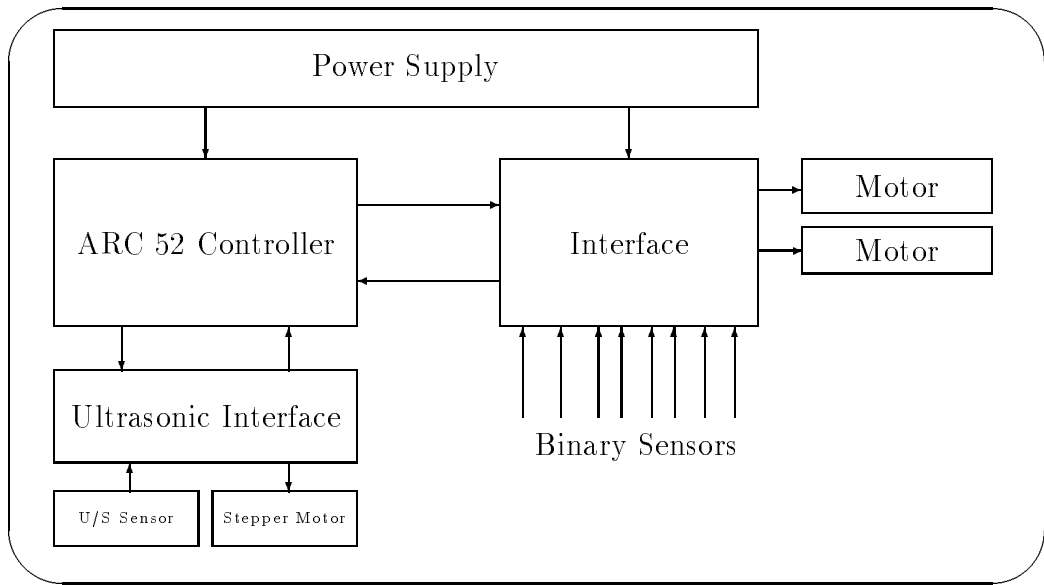 Power Supply
ARC 52 Controller
Interface
Motor
Motor
Ultrasonic Interface
Binary Sensors
U/S Sensor
Stepper Motor